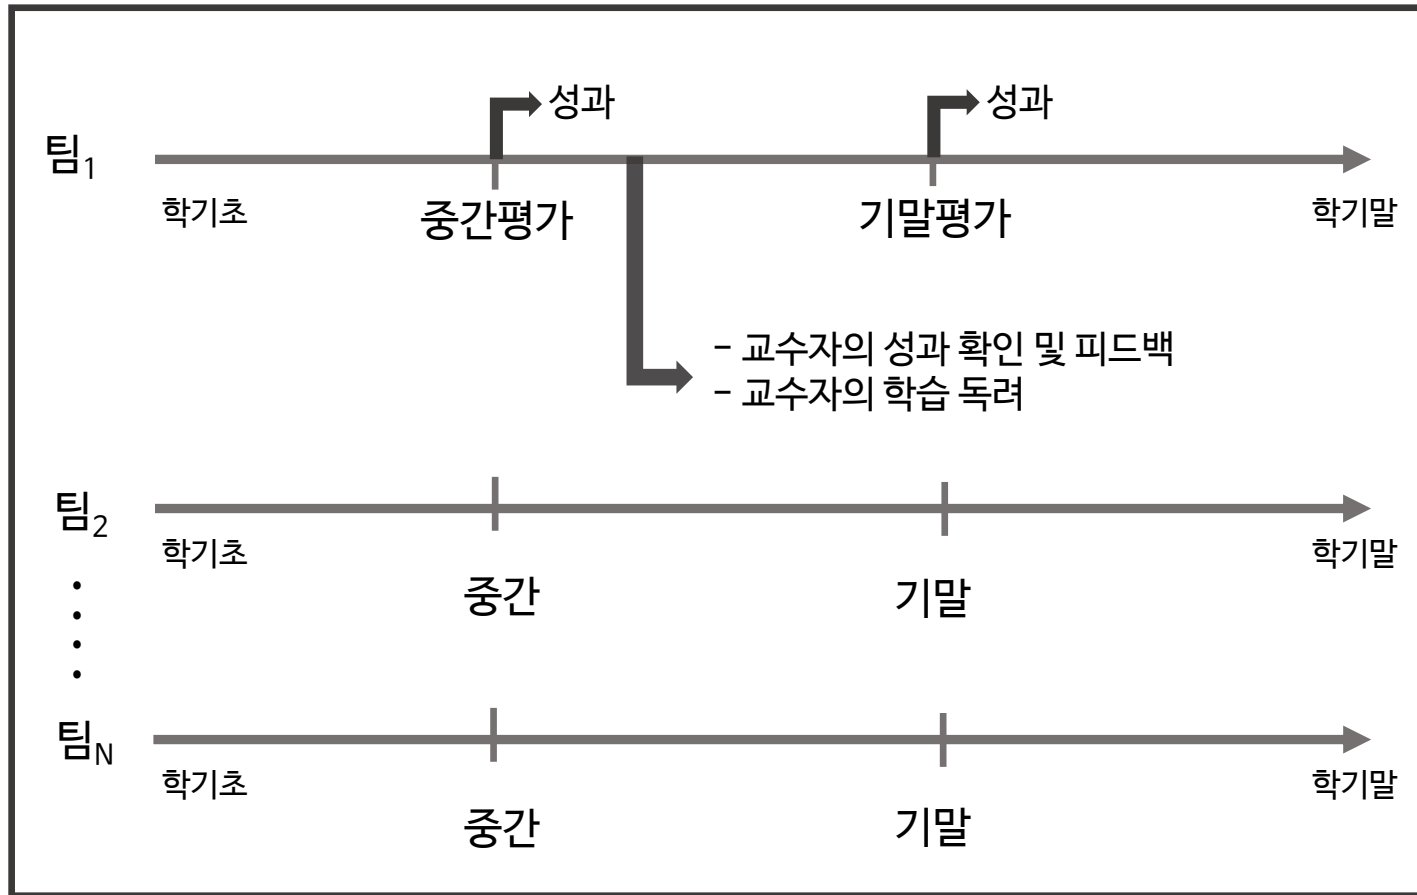 성과
성과
팀1
학기초
중간평가
기말평가
학기말
- 교수자의 성과 확인 및 피드백
- 교수자의 학습 독려
팀2
학기초
학기말
중간
기말
팀N
학기초
학기말
중간
기말